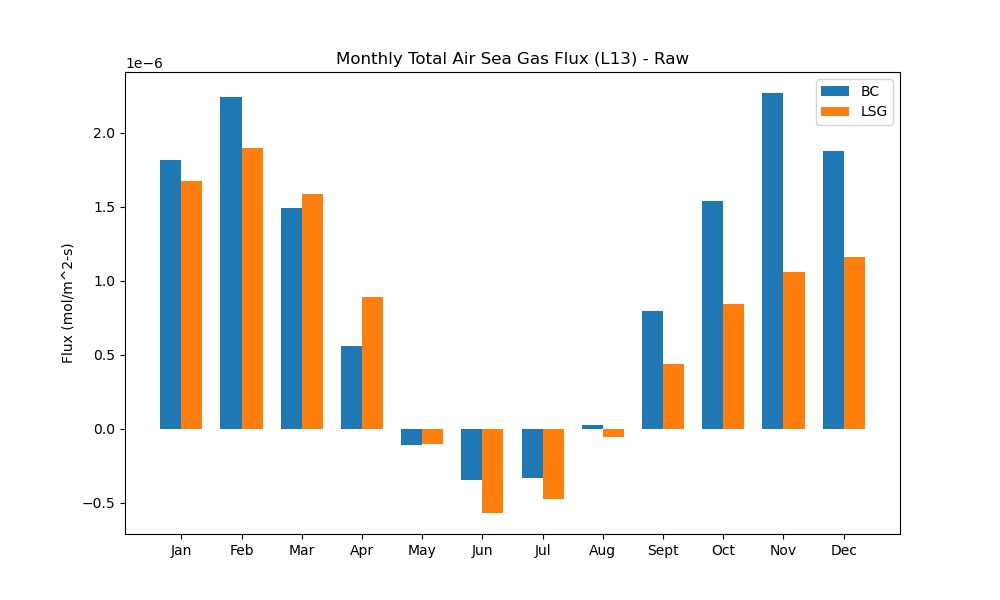 Monthly Total Air Sea Gas Flux (L13) - Raw
1e−6
BC
LSG
2.0
1.5
1.0
0.5
0.0
−0.5
Flux (mol/m^2-s)
Jan Feb Mar Apr May Jun Jul Aug Sept Oct Nov Dec